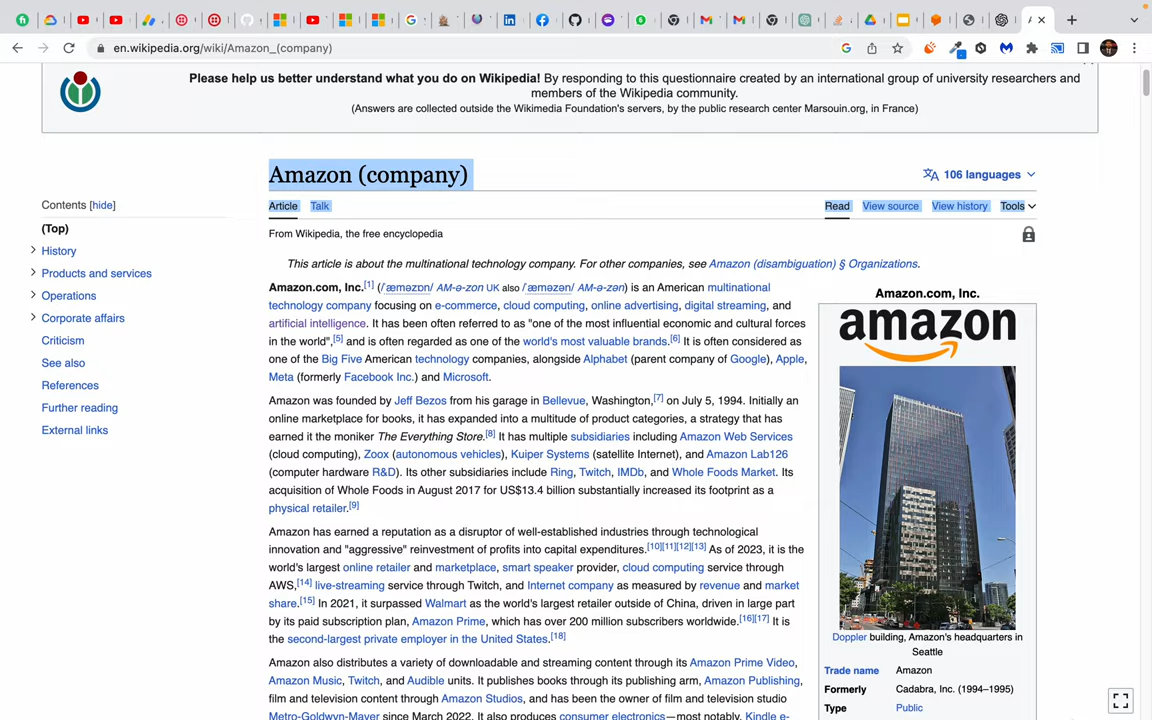 en.wikipedia.org/wiki/Amazon_(company)
Please help us better understand what you do on Wikipedia! By responding to this questionnaire created by an international group of university researchers and
members of the Wikipedia community.
(Answers are collected outside the Wikimedia Foundation's servers, by the public research center Marsouin.org, in France)
Amazon (company)
106 languages
Contents [hide]
Article Talk Read View source View history Tools
(Top)
From Wikipedia, the free encyclopedia
History
This article is about the multinational technology company. For other companies, see Amazon (disambiguation) § Organizations.
Products and services
Operations
Corporate affairs
Criticism
See also
References
Further reading
External links
Amazon.com, Inc.[1] (/ˈæməzɒn/ AM-ə-zon UK also /ˈæməzən/ AM-ə-zən) is an American multinational
technology company focusing on e-commerce, cloud computing, online advertising, digital streaming, and
artificial intelligence. It has been often referred to as "one of the most influential economic and cultural forces
in the world",[5] and is often regarded as one of the world's most valuable brands.[6] It is often considered as
one of the Big Five American technology companies, alongside Alphabet (parent company of Google), Apple,
Meta (formerly Facebook Inc.) and Microsoft.
Amazon was founded by Jeff Bezos from his garage in Bellevue, Washington,[7] on July 5, 1994. Initially an
online marketplace for books, it has expanded into a multitude of product categories, a strategy that has
earned it the moniker The Everything Store.[8] It has multiple subsidiaries including Amazon Web Services
(cloud computing), Zoox (autonomous vehicles), Kuiper Systems (satellite Internet), and Amazon Lab126
(computer hardware R&D). Its other subsidiaries include Ring, Twitch, IMDb, and Whole Foods Market. Its
acquisition of Whole Foods in August 2017 for US$13.4 billion substantially increased its footprint as a
physical retailer.[9]
Amazon has earned a reputation as a disruptor of well-established industries through technological
innovation and "aggressive" reinvestment of profits into capital expenditures.[10][11][12][13] As of 2023, it is the
world's largest online retailer and marketplace, smart speaker provider, cloud computing service through
AWS,[14] live-streaming service through Twitch, and Internet company as measured by revenue and market
share.[15] In 2021, it surpassed Walmart as the world's largest retailer outside of China, driven in large part
by its paid subscription plan, Amazon Prime, which has over 200 million subscribers worldwide.[16][17] It is
the second-largest private employer in the United States.[18]
Amazon also distributes a variety of downloadable and streaming content through its Amazon Prime Video,
Amazon Music, Twitch, and Audible units. It publishes books through its publishing arm, Amazon Publishing,
film and television content through Amazon Studios, and has been the owner of film and television studio
Metro-Goldwyn-Mayer since March 2022. It also produces consumer electronics—most notably, Kindle e-
Amazon.com, Inc.
amazon
Doppler building, Amazon's headquarters in
Seattle
Trade name Amazon
Formerly Cadabra, Inc. (1994–1995)
Type Public